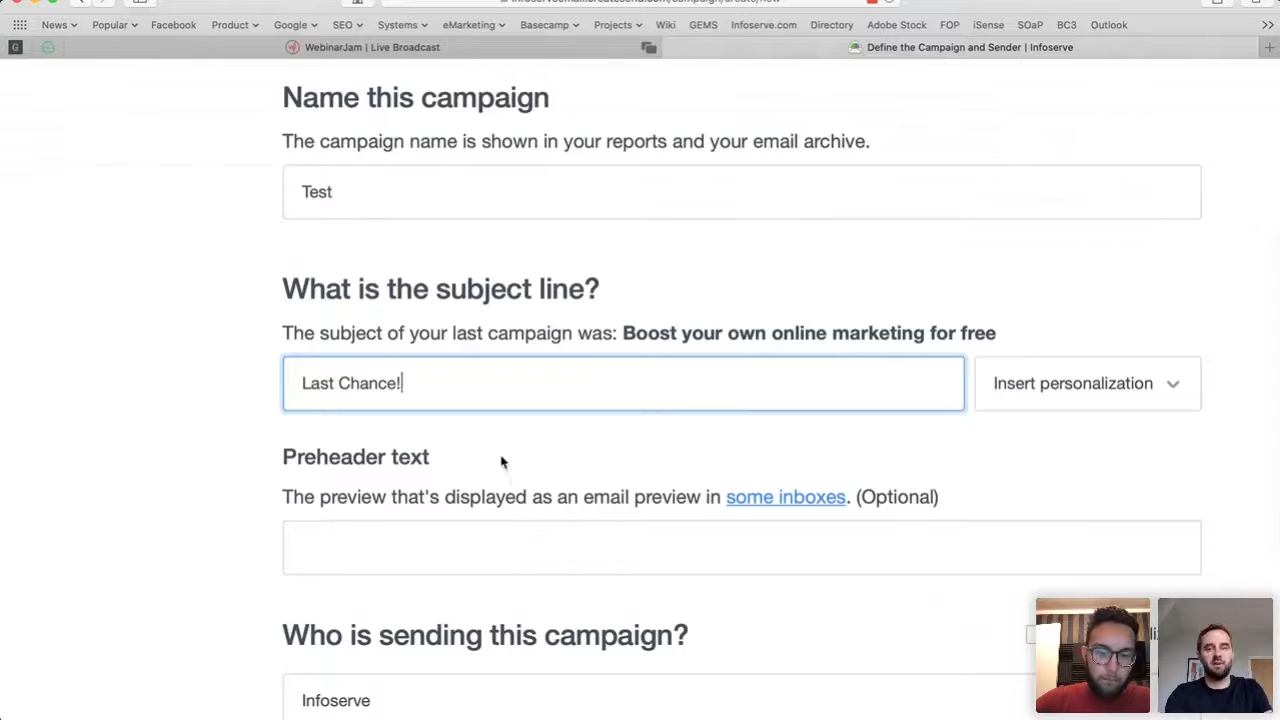 News Popular Facebook Product Google SEO Systems eMarketing Basecamp Projects Wiki GEMS Infoserve.com Directory Adobe Stock FOP iSense SOaP BC3 Outlook
G WebinarJam | Live Broadcast Define the Campaign and Sender | Infoserve
Name this campaign
The campaign name is shown in your reports and your email archive.
Test
What is the subject line?
The subject of your last campaign was: Boost your own online marketing for free
Last Chance! Insert personalization
Preheader text
The preview that's displayed as an email preview in some inboxes. (Optional)
Who is sending this campaign?
Infoserve